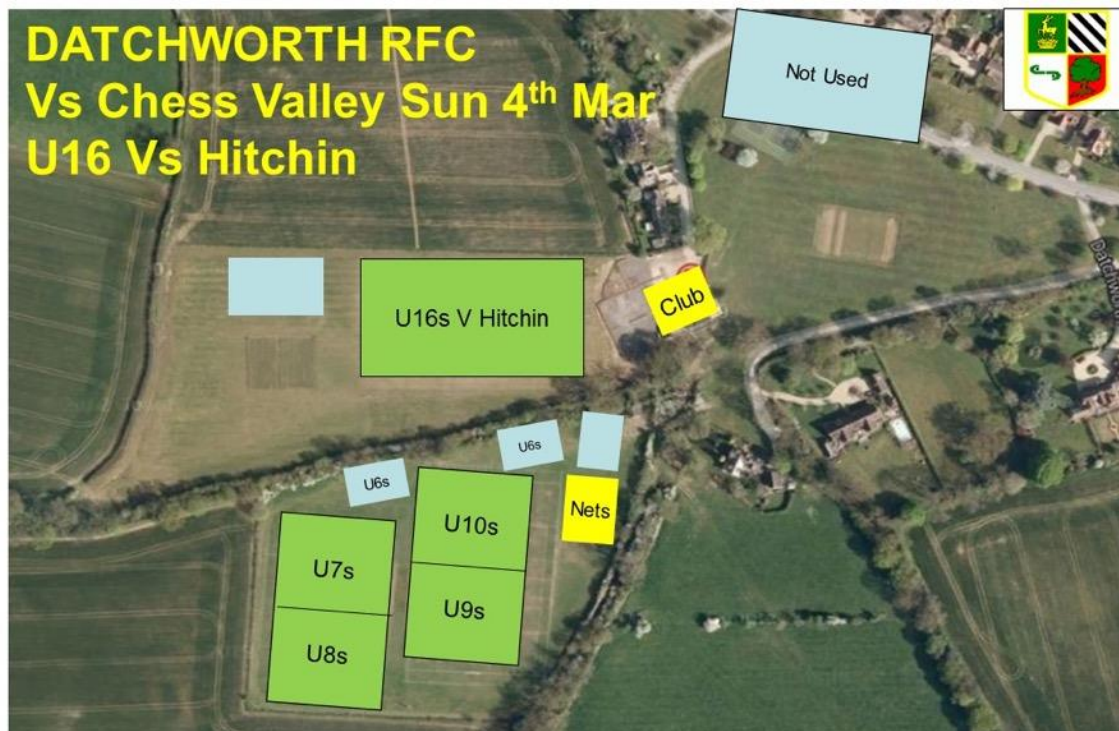 DATCHWORTH RFC
Vs Chess Valley Sun 4th Mar
U16 Vs Hitchin
Not Used
U16s V Hitchin
Club
U6s
U6s
Nets
U10s
U9s
U7s
U8s